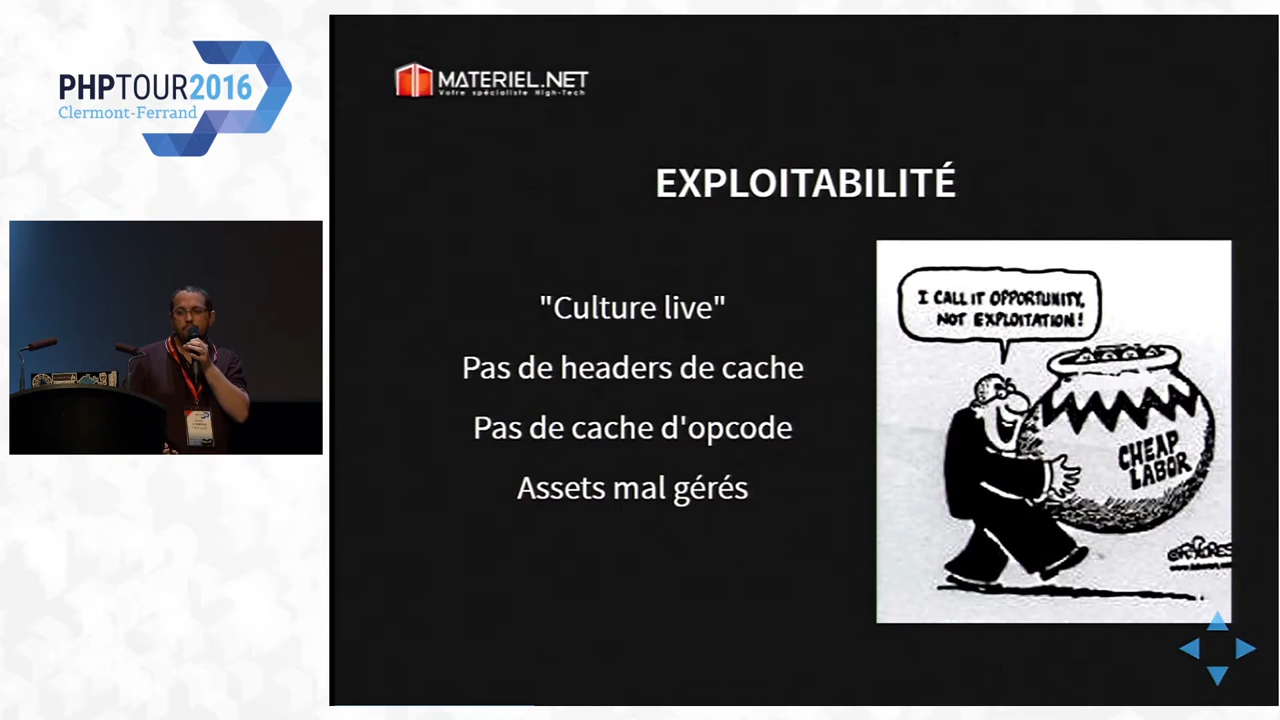 PHPTOUR2016
Clermont-Ferrand
MATERIEL.NET
Votre spécialiste High-Tech
EXPLOITABILITÉ
"Culture live"
Pas de headers de cache
Pas de cache d'opcode
Assets mal gérés
I CALL IT OPPORTUNITY,
NOT EXPLOITATION!
CHEAP
LABOR